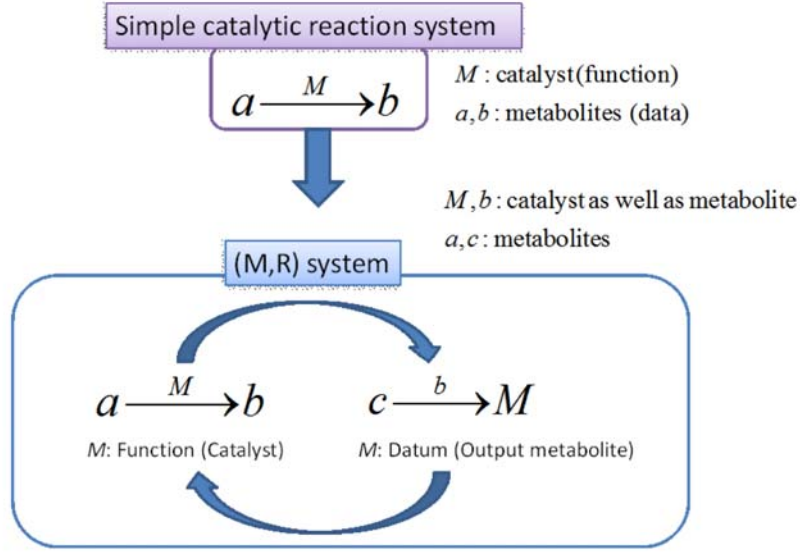 Simple catalytic reaction system
M
a → b
M : catalyst(function)
a,b : metabolites (data)
M,b : catalyst as well as metabolite
a,c : metabolites
(M,R) system
M
a → b
b
c → M
M: Function (Catalyst)
M: Datum (Output metabolite)